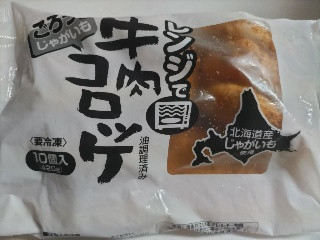 ごろっと
じゃがいも
レンジで
牛肉
コロッケ
油調理済み
〈要冷凍〉
10個入
420g
北海道産
じゃがいも
使用